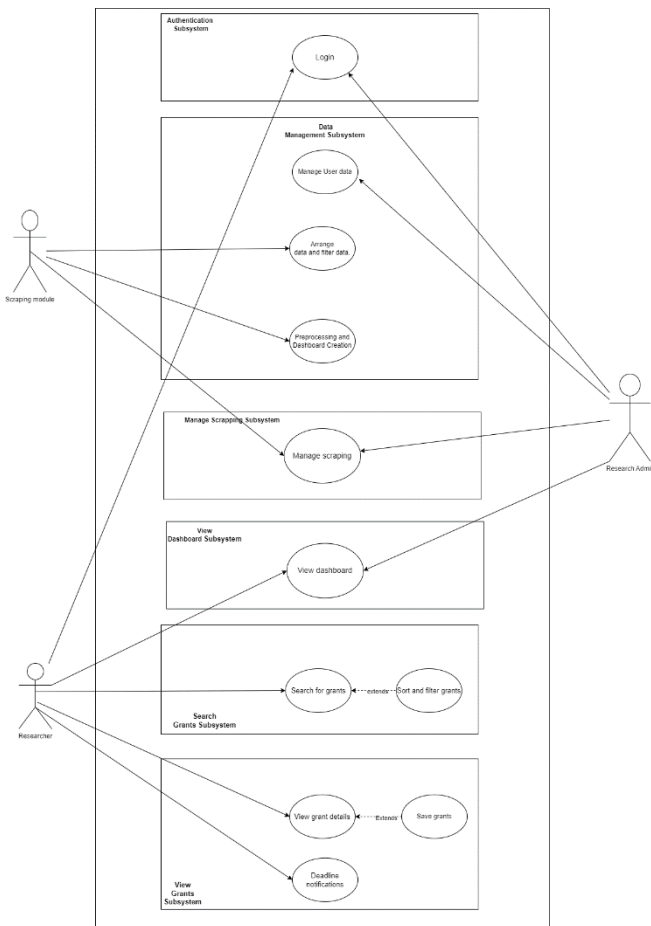 Authentication
Subsystem
Login
Data
Management Subsystem
Manage User data
Arrange
data and filter data.
Scraping module
Preprocessing and
Dashboard Creation
Manage Scrapping Subsystem
Manage scraping
Research Admi
View
Dashboard Subsystem
View dashboard
Search for grants
extends
Sort and filter grants
Search
Grants Subsystem
Researcher
View grant details
Extends
Save grants
Deadline
notifications
View
Grants
Subsystem